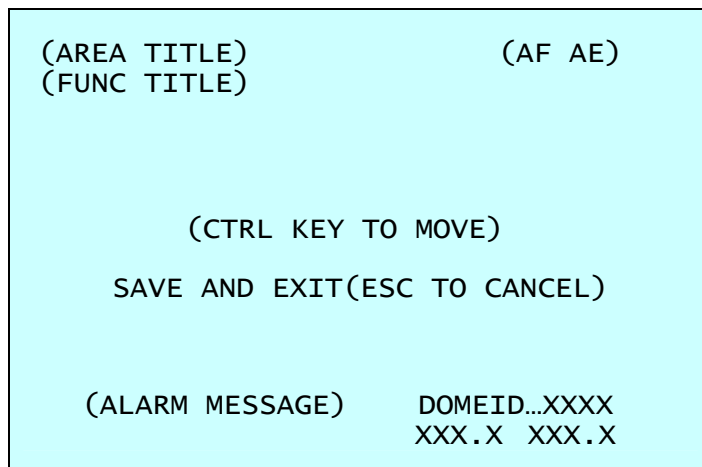 (AREA TITLE) (AF AE)
(FUNC TITLE)
(CTRL KEY TO MOVE)
SAVE AND EXIT(ESC TO CANCEL)
(ALARM MESSAGE) DOMEID…XXXX
XXX.X XXX.X